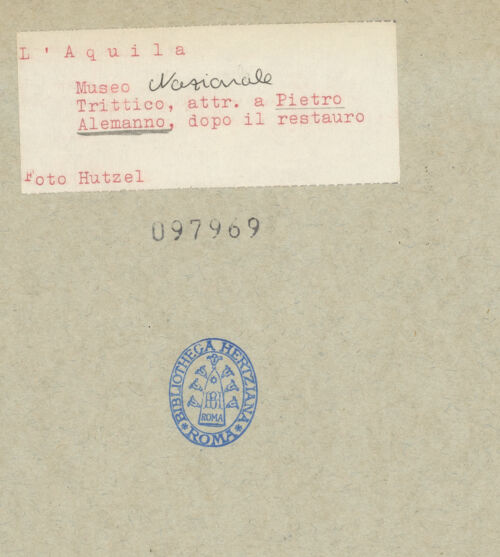 L'Aquila
Museo Nazionale
Trittico, attr. a Pietro
Alemanno, dopo il restauro
Foto Hutzel
097969
*BIBLIOTHECA HERTZIANA*
ROMA
ROMA